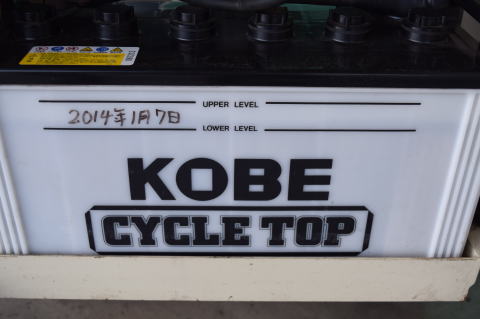 UPPER LEVEL
2014年1月7日
LOWER LEVEL
KOBE
CYCLE TOP